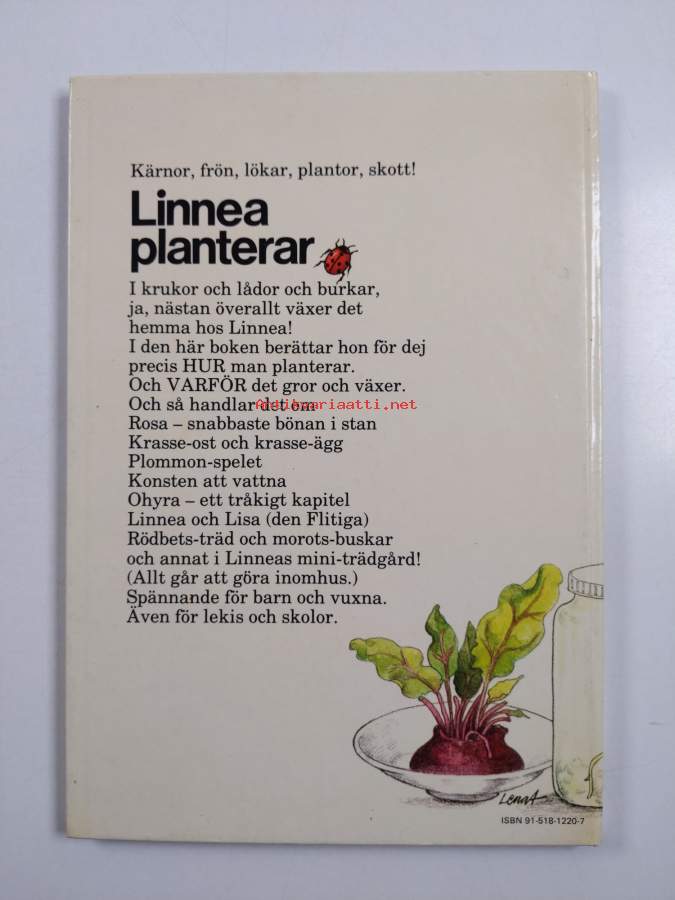 Kärnor, frön, lökar, plantor, skott!
Linnea
planterar
I krukor och lådor och burkar,
ja, nästan överallt växer det
hemma hos Linnea!
I den här boken berättar hon för dej
precis HUR man planterar.
Och VARFÖR det gror och växer.
Och så handlar det om
Antikvariaatti.net
Rosa – snabbaste bönan i stan
Krasse-ost och krasse-ägg
Plommon-spelet
Konsten att vattna
Ohyra – ett tråkigt kapitel
Linnea och Lisa (den Flitiga)
Rödbets-träd och morots-buskar
och annat i Linneas mini-trädgård!
(Allt går att göra inomhus.)
Spännande för barn och vuxna.
Även för lekis och skolor.
LENA A
ISBN 91-518-1220-7